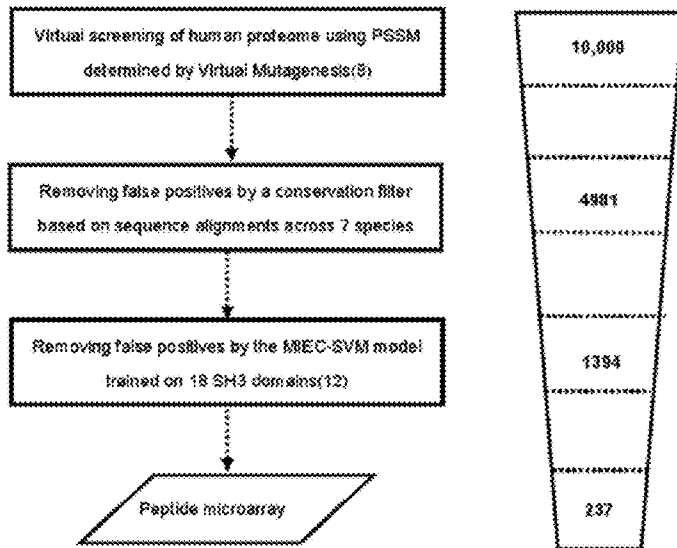 Virtual screening of human proteome using PSSM
determined by Virtual Mutagenesis(8)
10,000
Removing false positives by a conservation filter
based on sequence alignments across 7 species
4981
Removing false positives by the MIEC-SVM model
trained on 18 SH3 domains(12)
1394
Peptide microarray
237